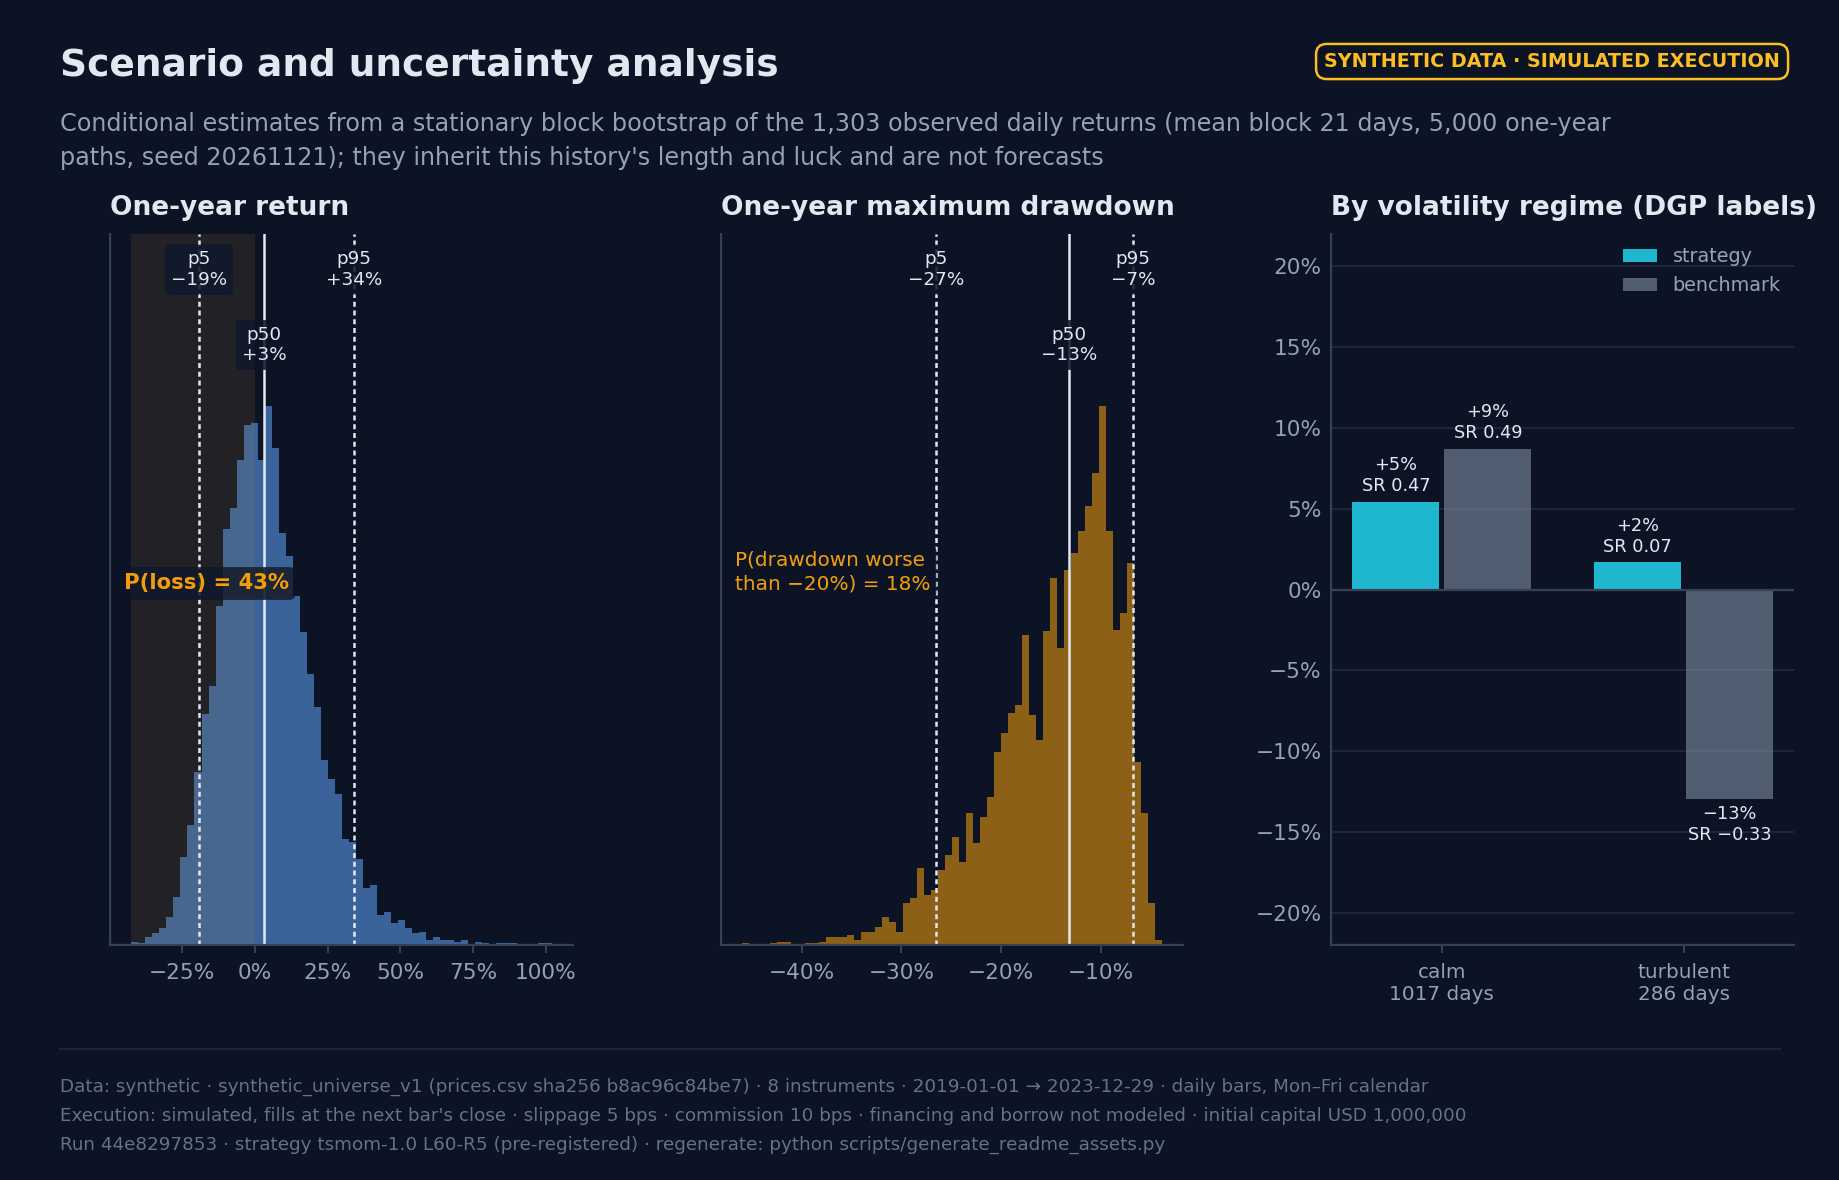 Scenario and uncertainty analysis
SYNTHETIC DATA · SIMULATED EXECUTION
Conditional estimates from a stationary block bootstrap of the 1,303 observed daily returns (mean block 21 days, 5,000 one-year
paths, seed 20261121); they inherit this history's length and luck and are not forecasts
One-year return
p5
−19%
p95
+34%
p50
+3%
P(loss) = 43%
−25%
0%
25%
50%
75%
100%
One-year maximum drawdown
p5
−27%
p95
−7%
p50
−13%
P(drawdown worse
than −20%) = 18%
−40%
−30%
−20%
−10%
By volatility regime (DGP labels)
strategy
benchmark
20%
15%
10%
5%
0%
−5%
−10%
−15%
−20%
+5%
SR 0.47
+9%
SR 0.49
+2%
SR 0.07
−13%
SR −0.33
calm
1017 days
turbulent
286 days
Data: synthetic · synthetic_universe_v1 (prices.csv sha256 b8ac96c84be7) · 8 instruments · 2019-01-01 → 2023-12-29 · daily bars, Mon–Fri calendar
Execution: simulated, fills at the next bar's close · slippage 5 bps · commission 10 bps · financing and borrow not modeled · initial capital USD 1,000,000
Run 44e8297853 · strategy tsmom-1.0 L60-R5 (pre-registered) · regenerate: python scripts/generate_readme_assets.py